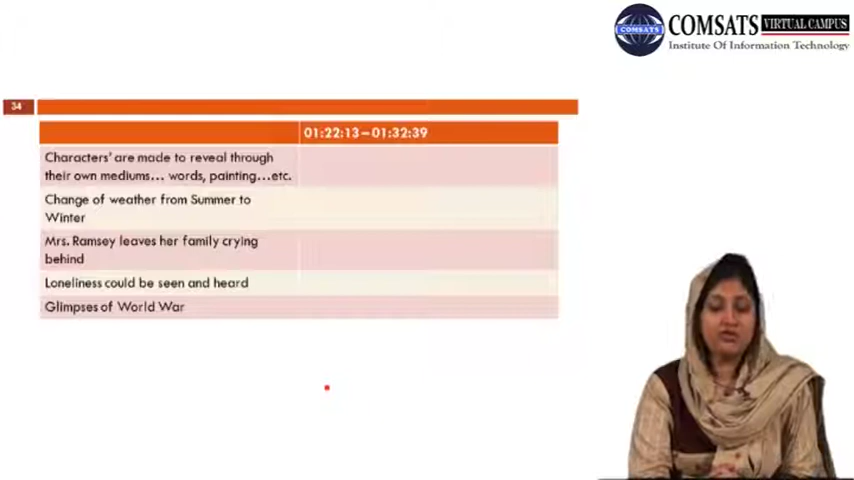 COMSATS VIRTUAL CAMPUS
COMSATS
Institute Of Information Technology
34
01:22:13 – 01:32:39
Characters' are made to reveal through
their own mediums... words, painting...etc.
Change of weather from Summer to
Winter
Mrs. Ramsey leaves her family crying
behind
Loneliness could be seen and heard
Glimpses of World War